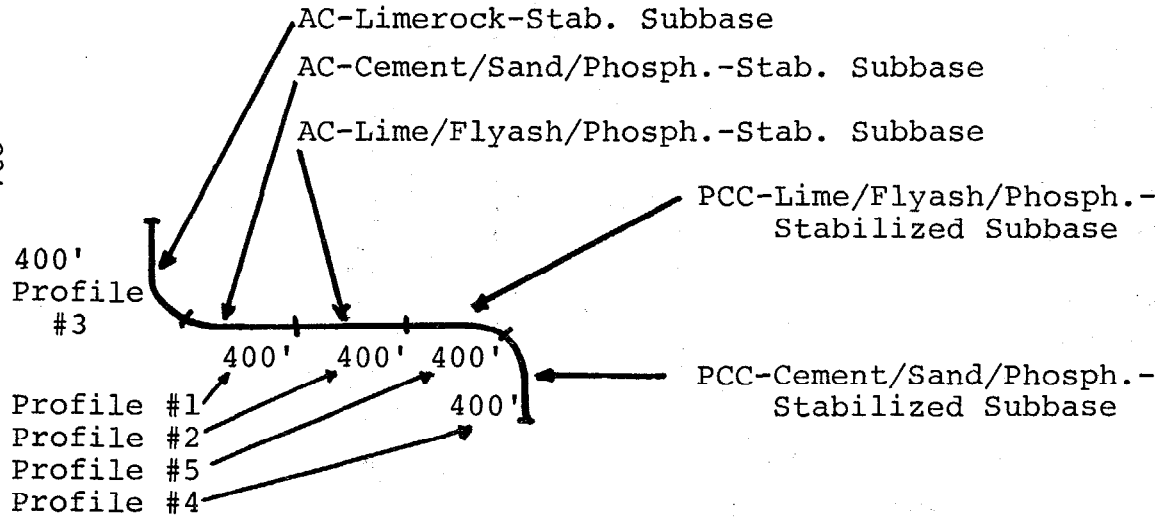 AC-Limerock-Stab. Subbase
AC-Cement/Sand/Phosph.-Stab. Subbase
AC-Lime/Flyash/Phosph.-Stab. Subbase
PCC-Lime/Flyash/Phosph.-
Stabilized Subbase
400'
Profile
#3
400' 400' 400'
PCC-Cement/Sand/Phosph.-
Stabilized Subbase
400'
Profile #1
Profile #2
Profile #5
Profile #4